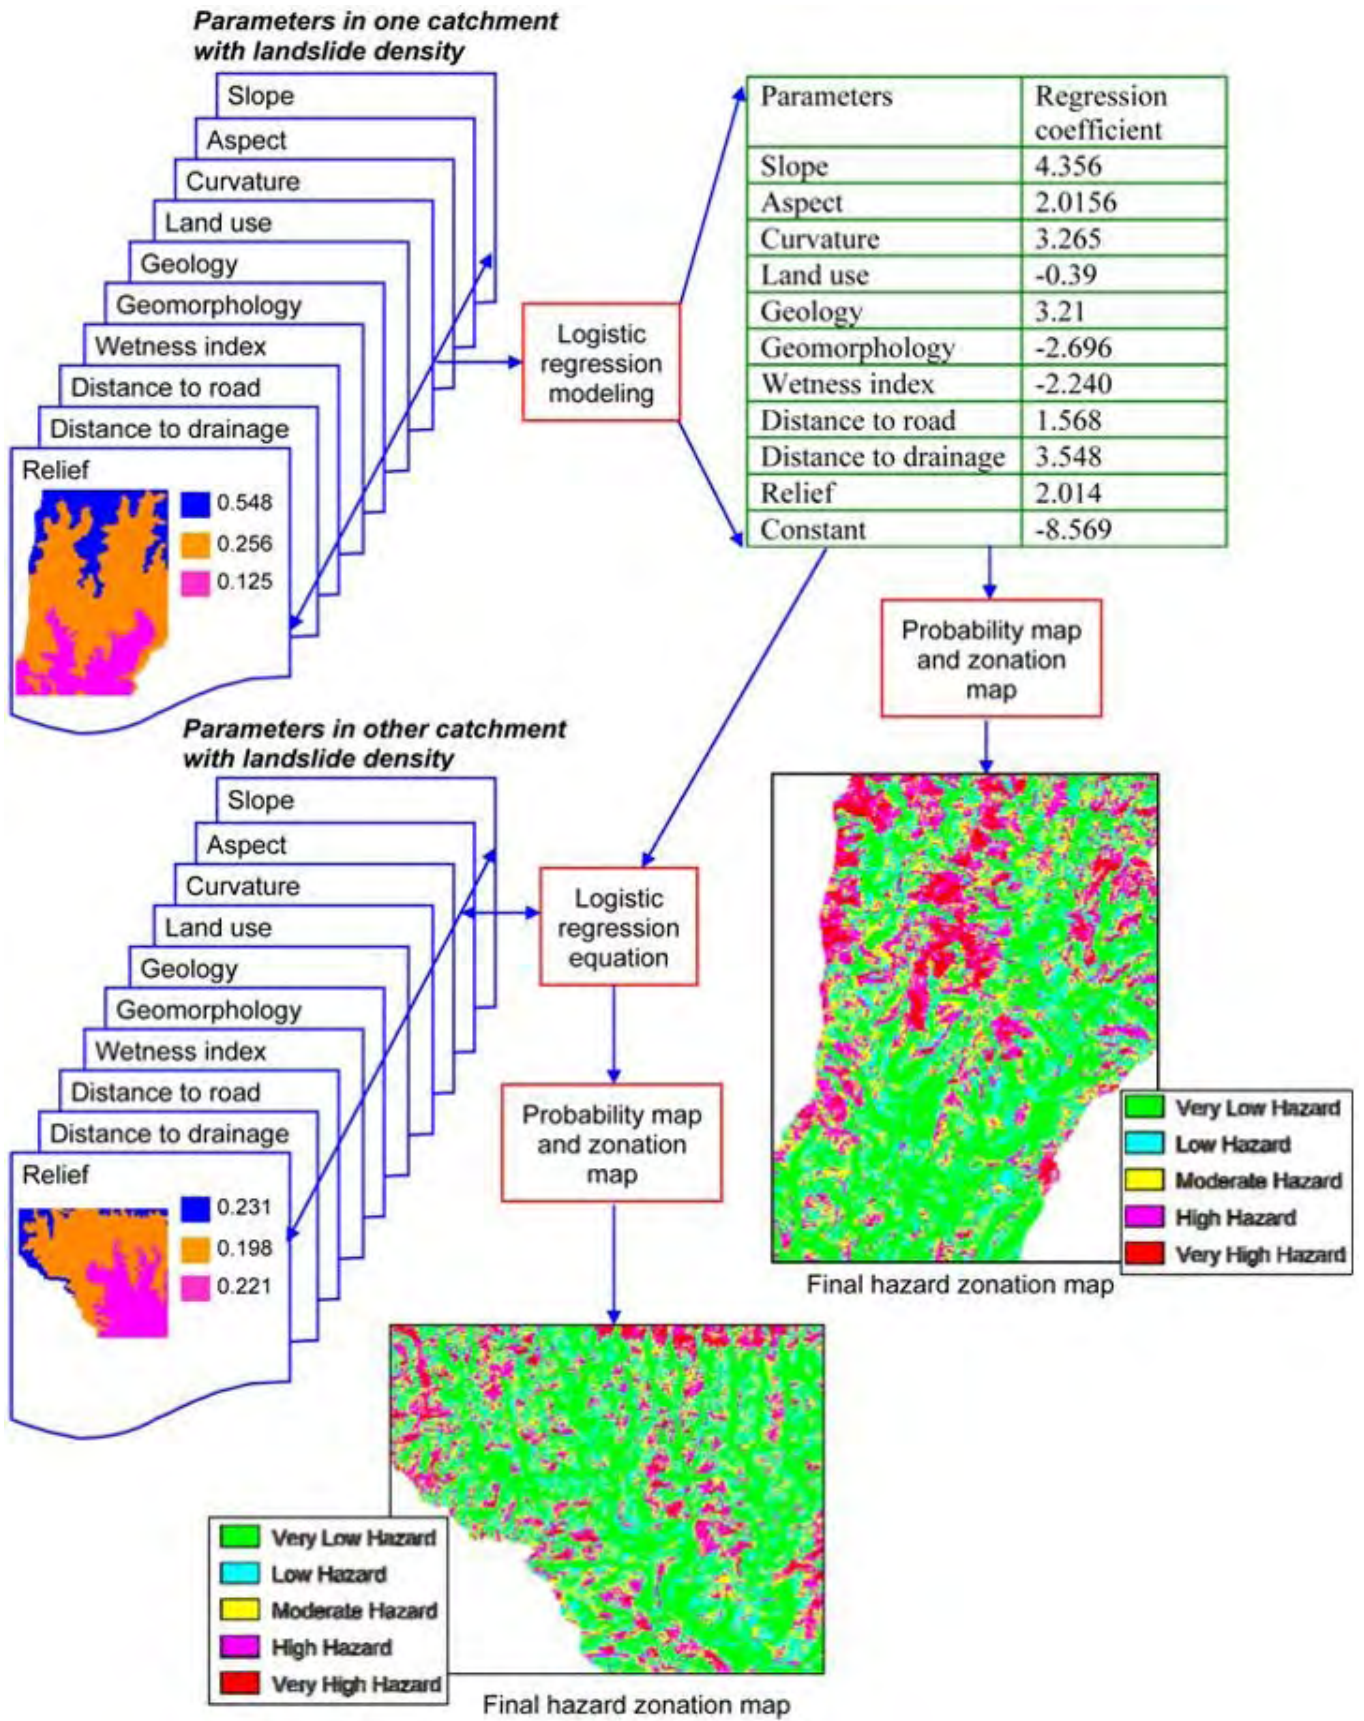 Parameters in one catchment
with landslide density
Slope
Aspect
Curvature
Land use
Geology
Geomorphology
Wetness index
Distance to road
Distance to drainage
Relief
0.548
0.256
0.125
Logistic
regression
modeling
Parameters Regression
coefficient
Slope 4.356
Aspect 2.0156
Curvature 3.265
Land use -0.39
Geology 3.21
Geomorphology -2.696
Wetness index -2.240
Distance to road 1.568
Distance to drainage 3.548
Relief 2.014
Constant -8.569
Probability map
and zonation
map
Very Low Hazard
Low Hazard
Moderate Hazard
High Hazard
Very High Hazard
Final hazard zonation map
Parameters in other catchment
with landslide density
Slope
Aspect
Curvature
Land use
Geology
Geomorphology
Wetness index
Distance to road
Distance to drainage
Relief
0.231
0.198
0.221
Logistic
regression
equation
Probability map
and zonation
map
Very Low Hazard
Low Hazard
Moderate Hazard
High Hazard
Very High Hazard
Final hazard zonation map